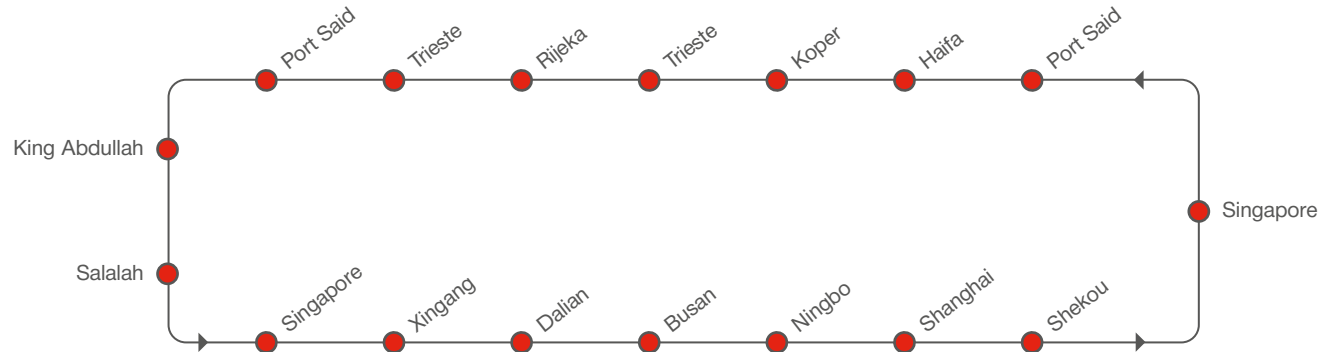 Port Said
Trieste
Rijeka
Trieste
Koper
Haifa
Port Said
King Abdullah
Singapore
Salalah
Singapore
Xingang
Dalian
Busan
Ningbo
Shanghai
Shekou